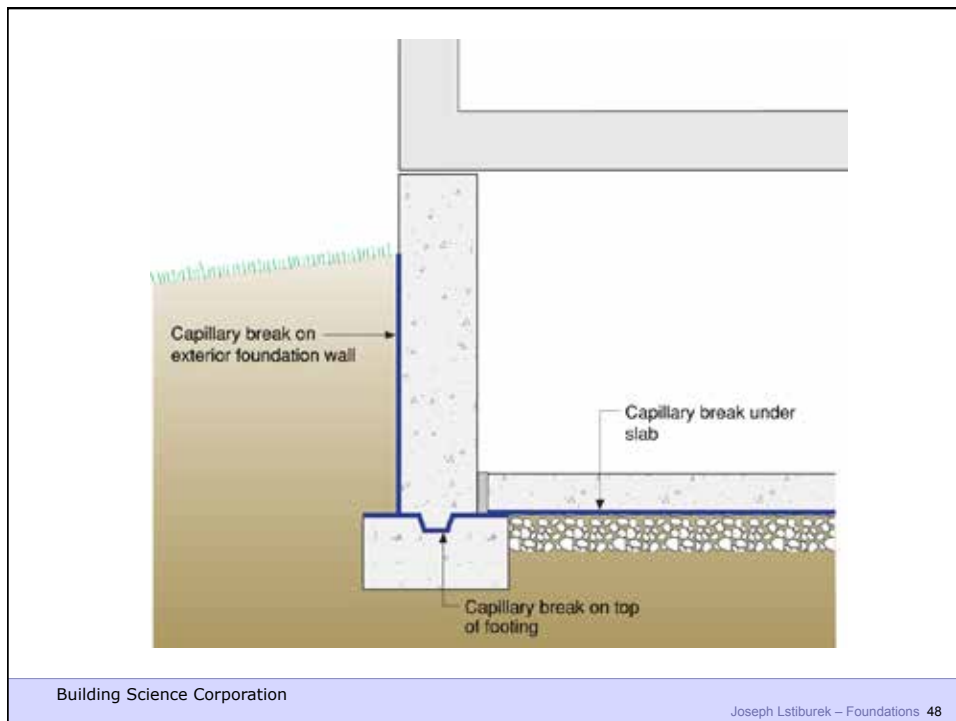 Capillary break on
exterior foundation wall
Capillary break under
slab
Capillary break on top
of footing
Building Science Corporation
Joseph Lstiburek – Foundations 48